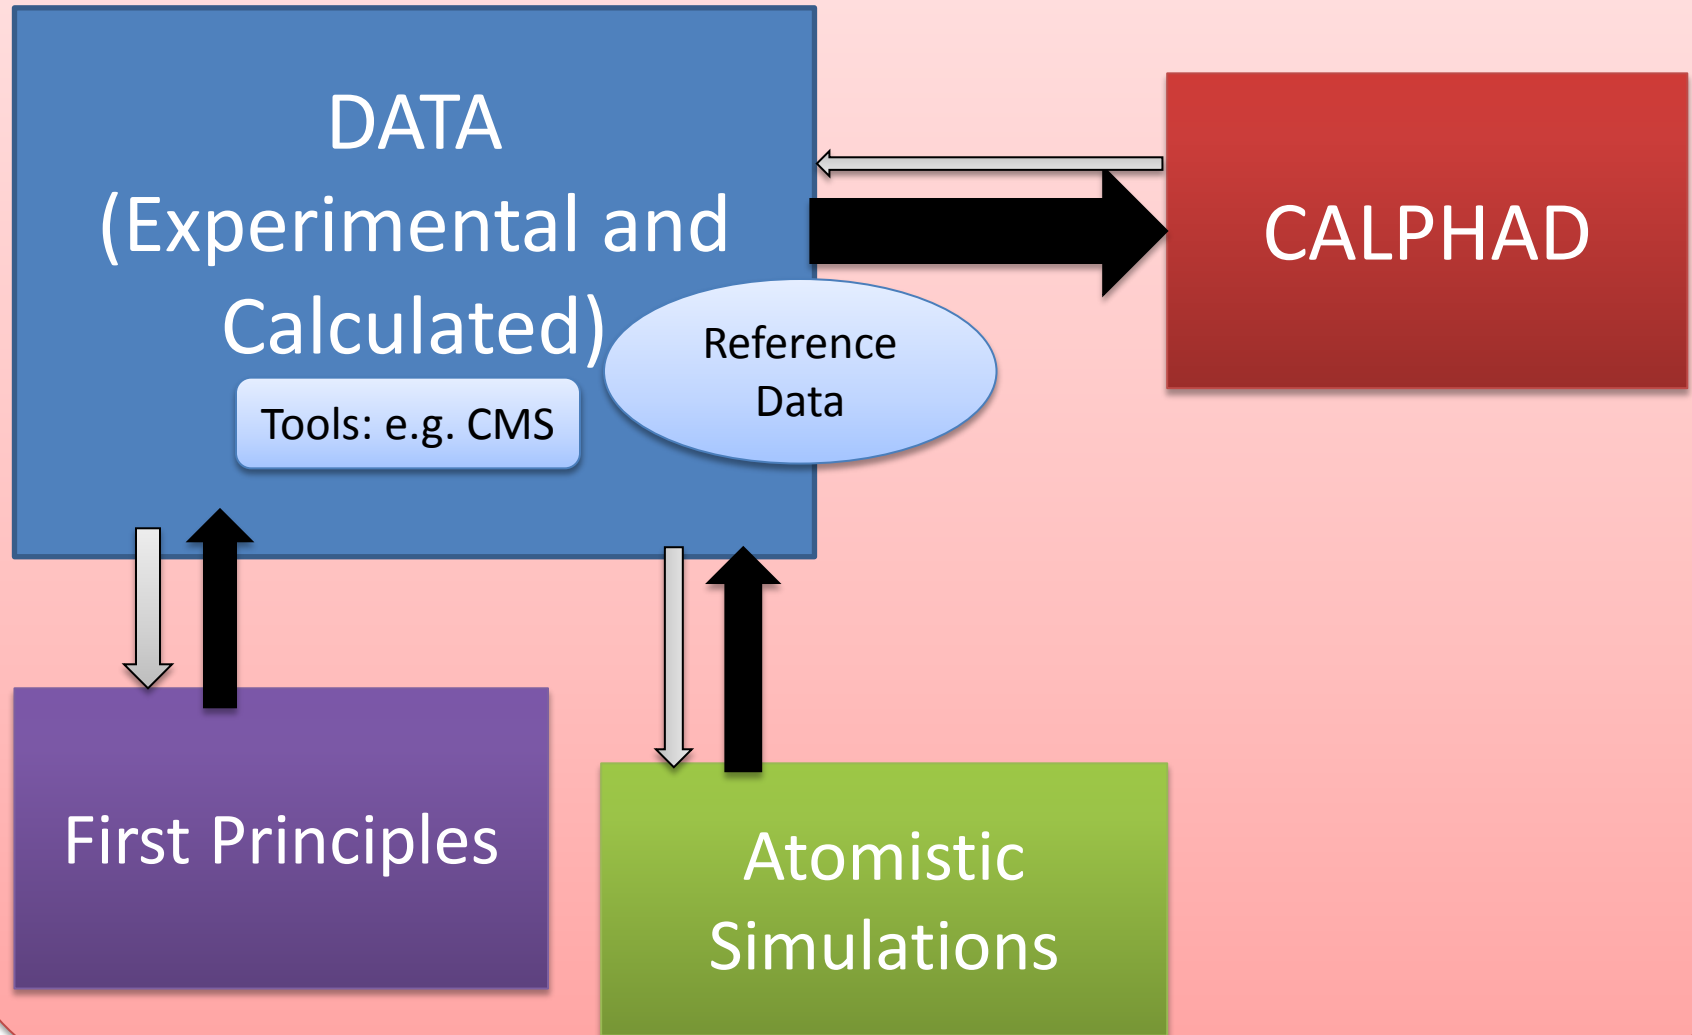 DATA
(Experimental and
Calculated)
Tools: e.g. CMS
Reference
Data
CALPHAD
First Principles
Atomistic
Simulations